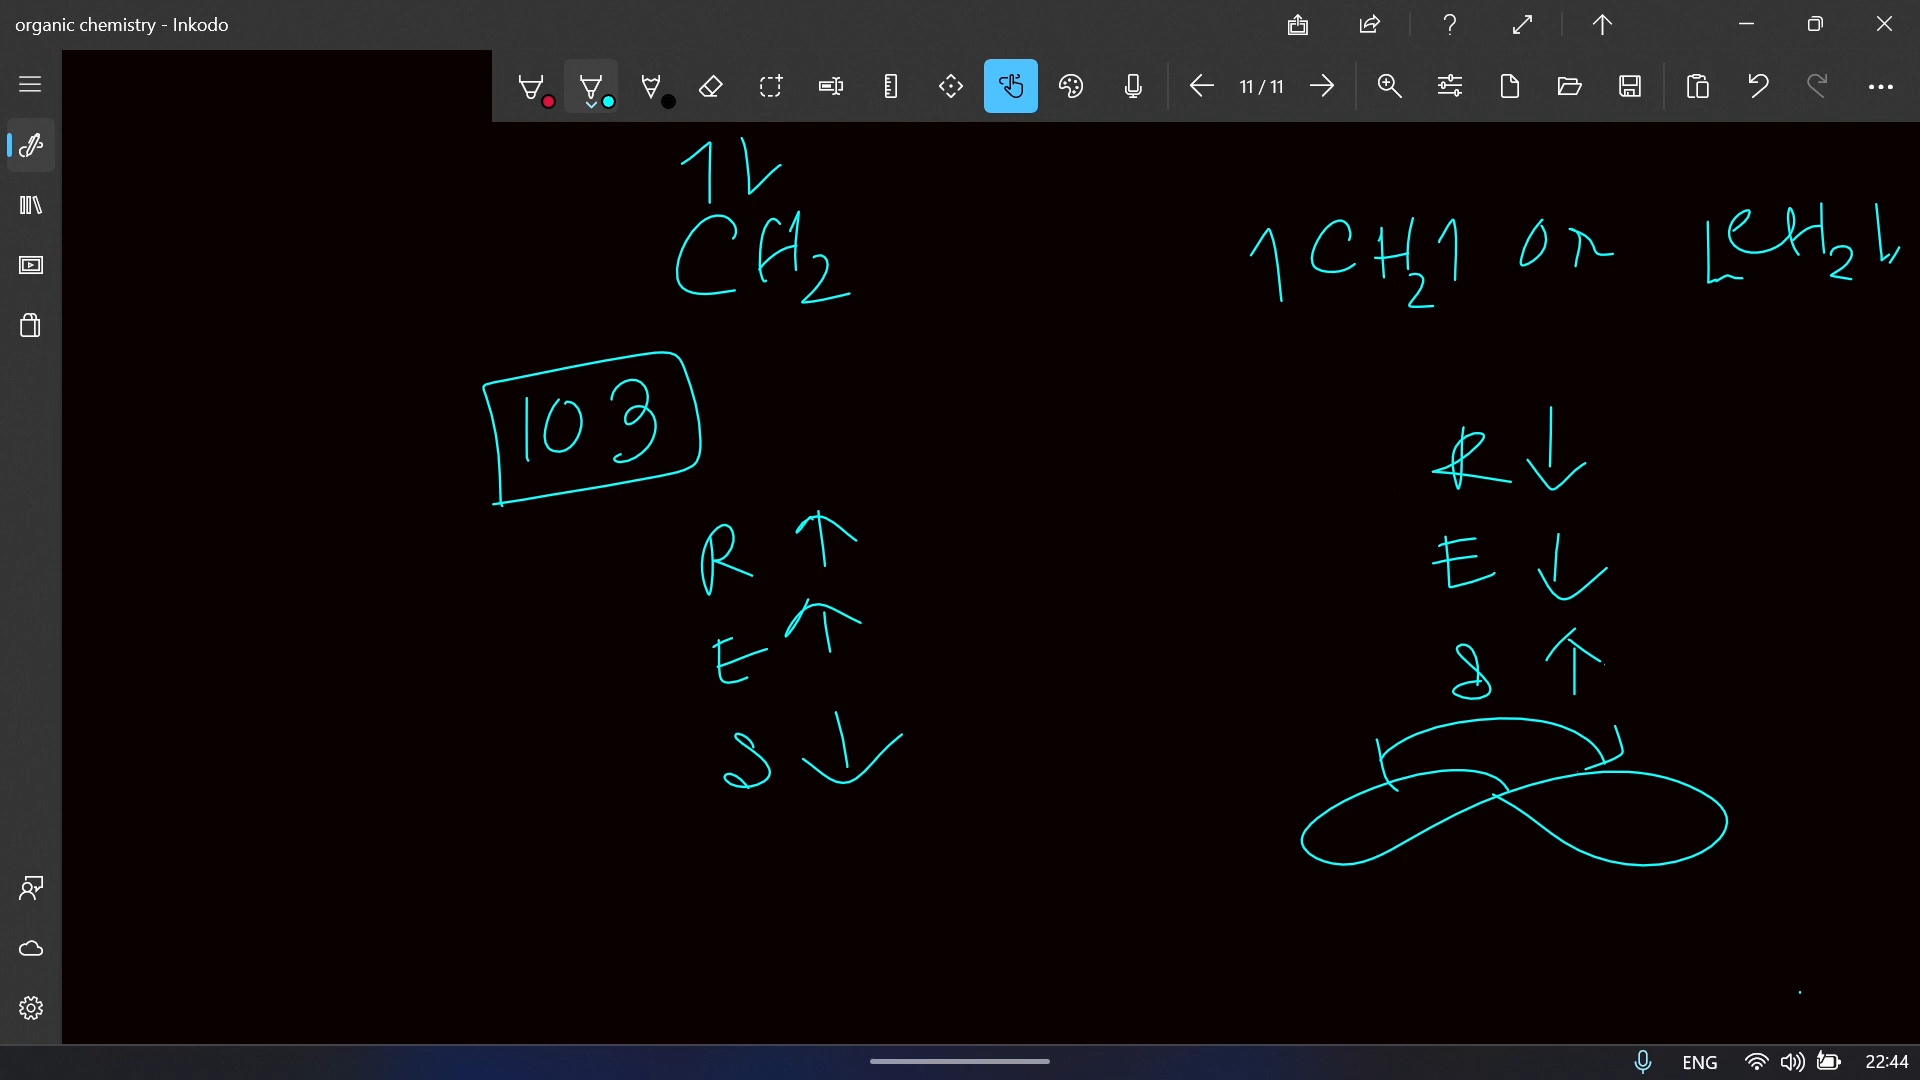 organic chemistry - Inkodo
11 / 11
↑↓
CH₂
↑CH₂↑ or ↓CH₂↓
103
R ↑
E ↑
S ↓
R ↓
E ↓
S ↑
ENG 22:44